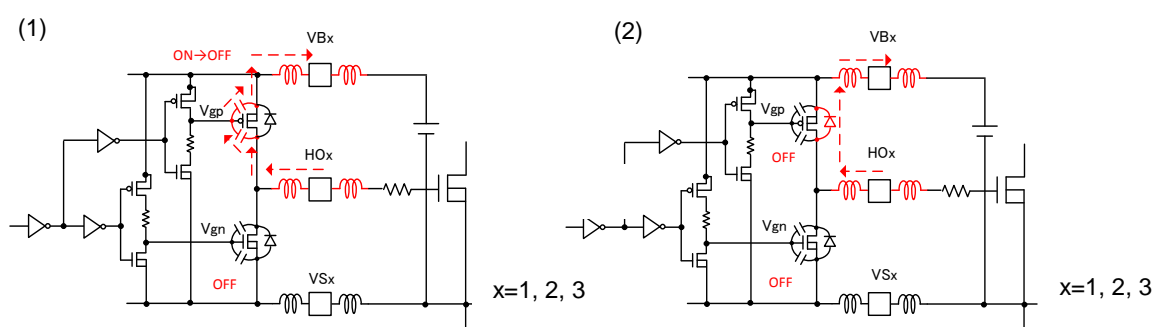 (1)
VBx
ON→OFF
Vgp
HOx
Vgn
OFF
VSx
x=1, 2, 3
(2)
VBx
Vgp
OFF
HOx
Vgn
OFF
VSx
x=1, 2, 3